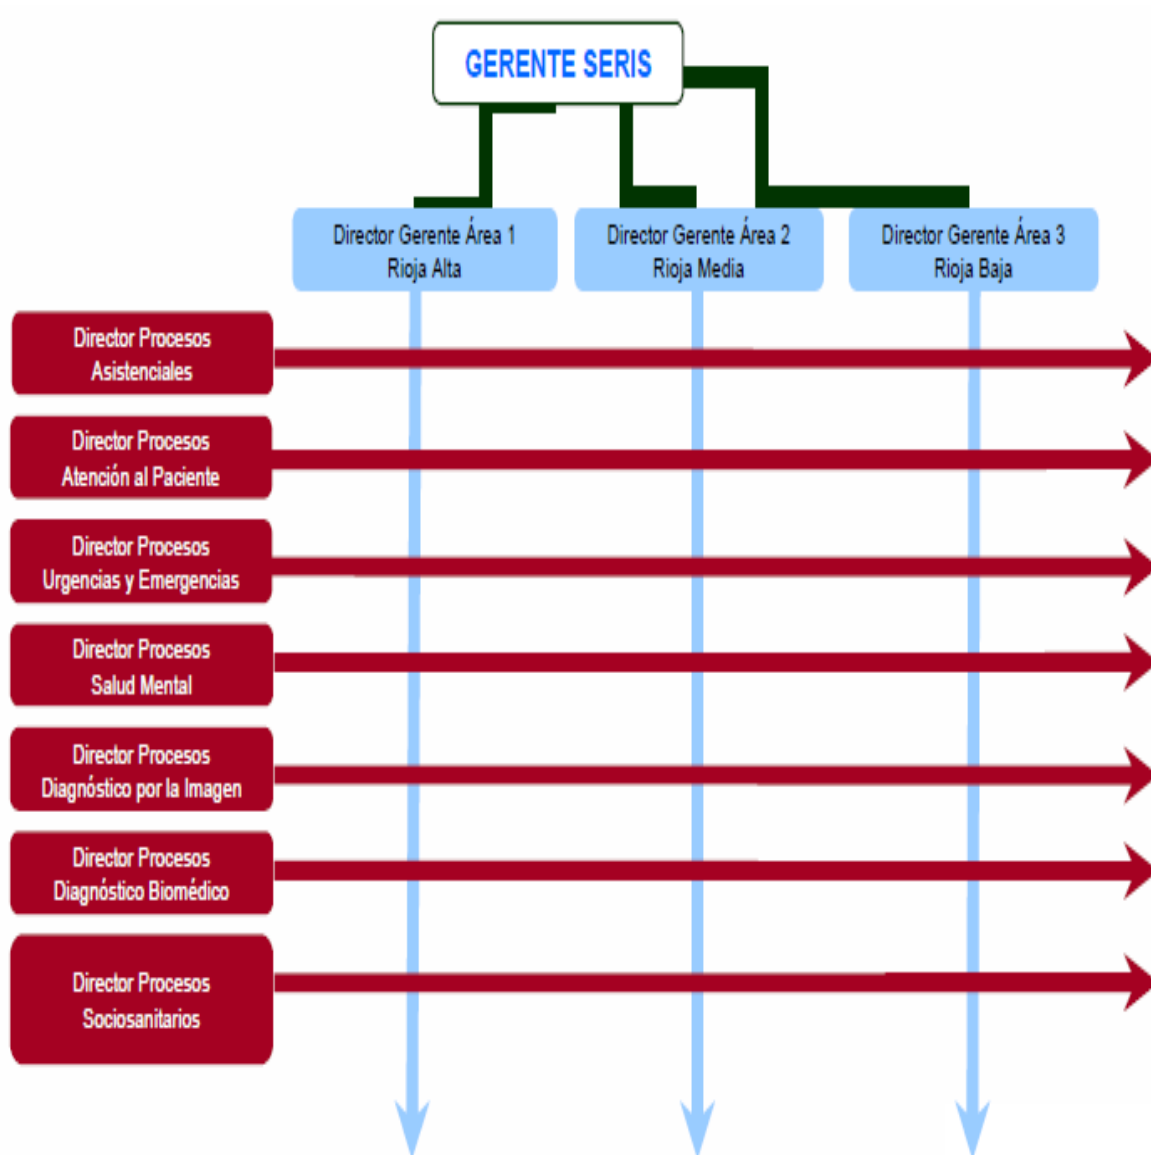 GERENTE SERIS
Director Gerente Área 1
Rioja Alta
Director Gerente Área 2
Rioja Media
Director Gerente Área 3
Rioja Baja
Director Procesos
Asistenciales
Director Procesos
Atención al Paciente
Director Procesos
Urgencias y Emergencias
Director Procesos
Salud Mental
Director Procesos
Diagnóstico por la Imagen
Director Procesos
Diagnóstico Biomédico
Director Procesos
Sociosanitarios